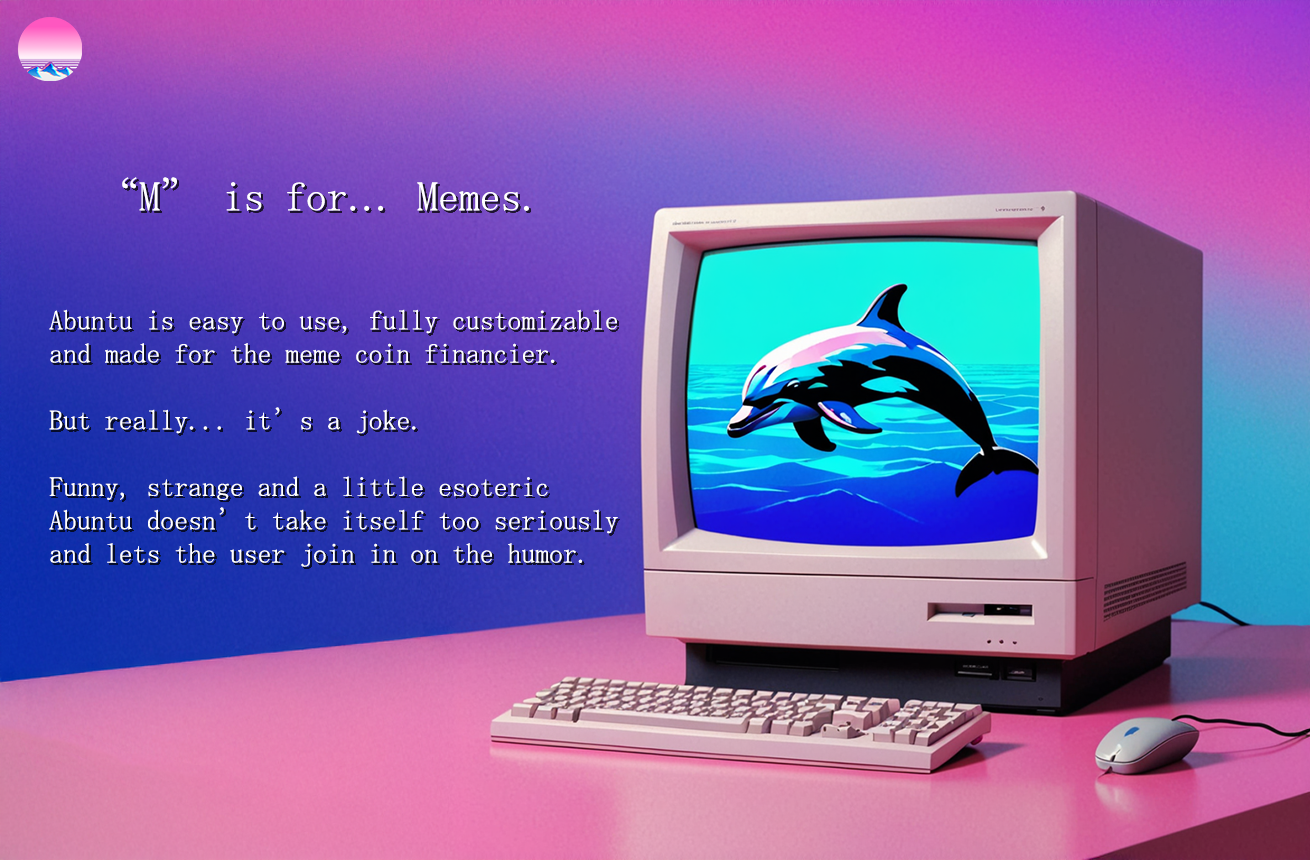 “M” is for... Memes.
Abuntu is easy to use, fully customizable
and made for the meme coin financier.
But really... it’s a joke.
Funny, strange and a little esoteric
Abuntu doesn’t take itself too seriously
and lets the user join in on the humor.